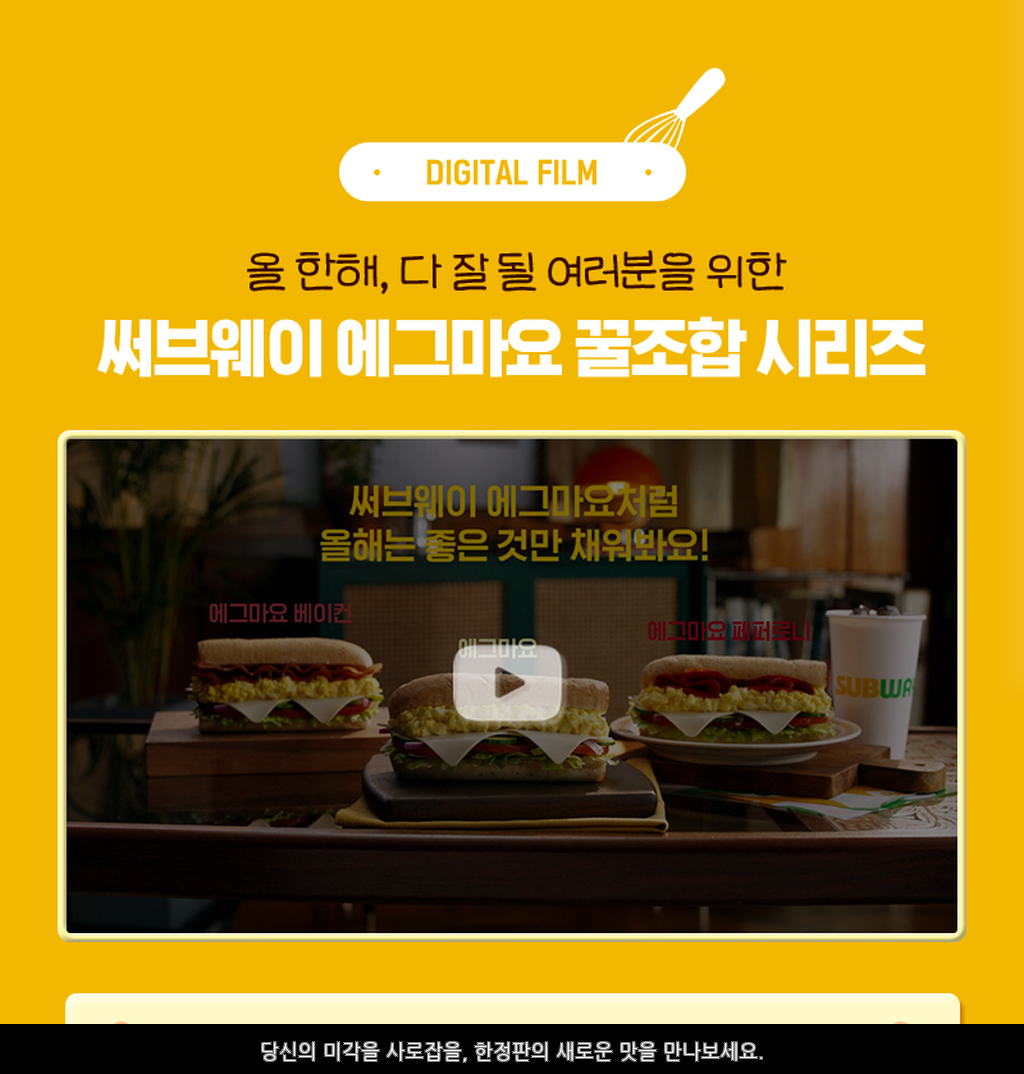 DIGITAL FILM
올 한해, 다 잘 될 여러분을 위한
써브웨이 에그마요 꿀조합 시리즈
써브웨이 에그마요처럼
올해는 좋은 것만 채워봐요!
에그마요 베이컨
에그마요
에그마요 페퍼로니
SUBWA
당신의 미각을 사로잡을, 한정판의 새로운 맛을 만나보세요.